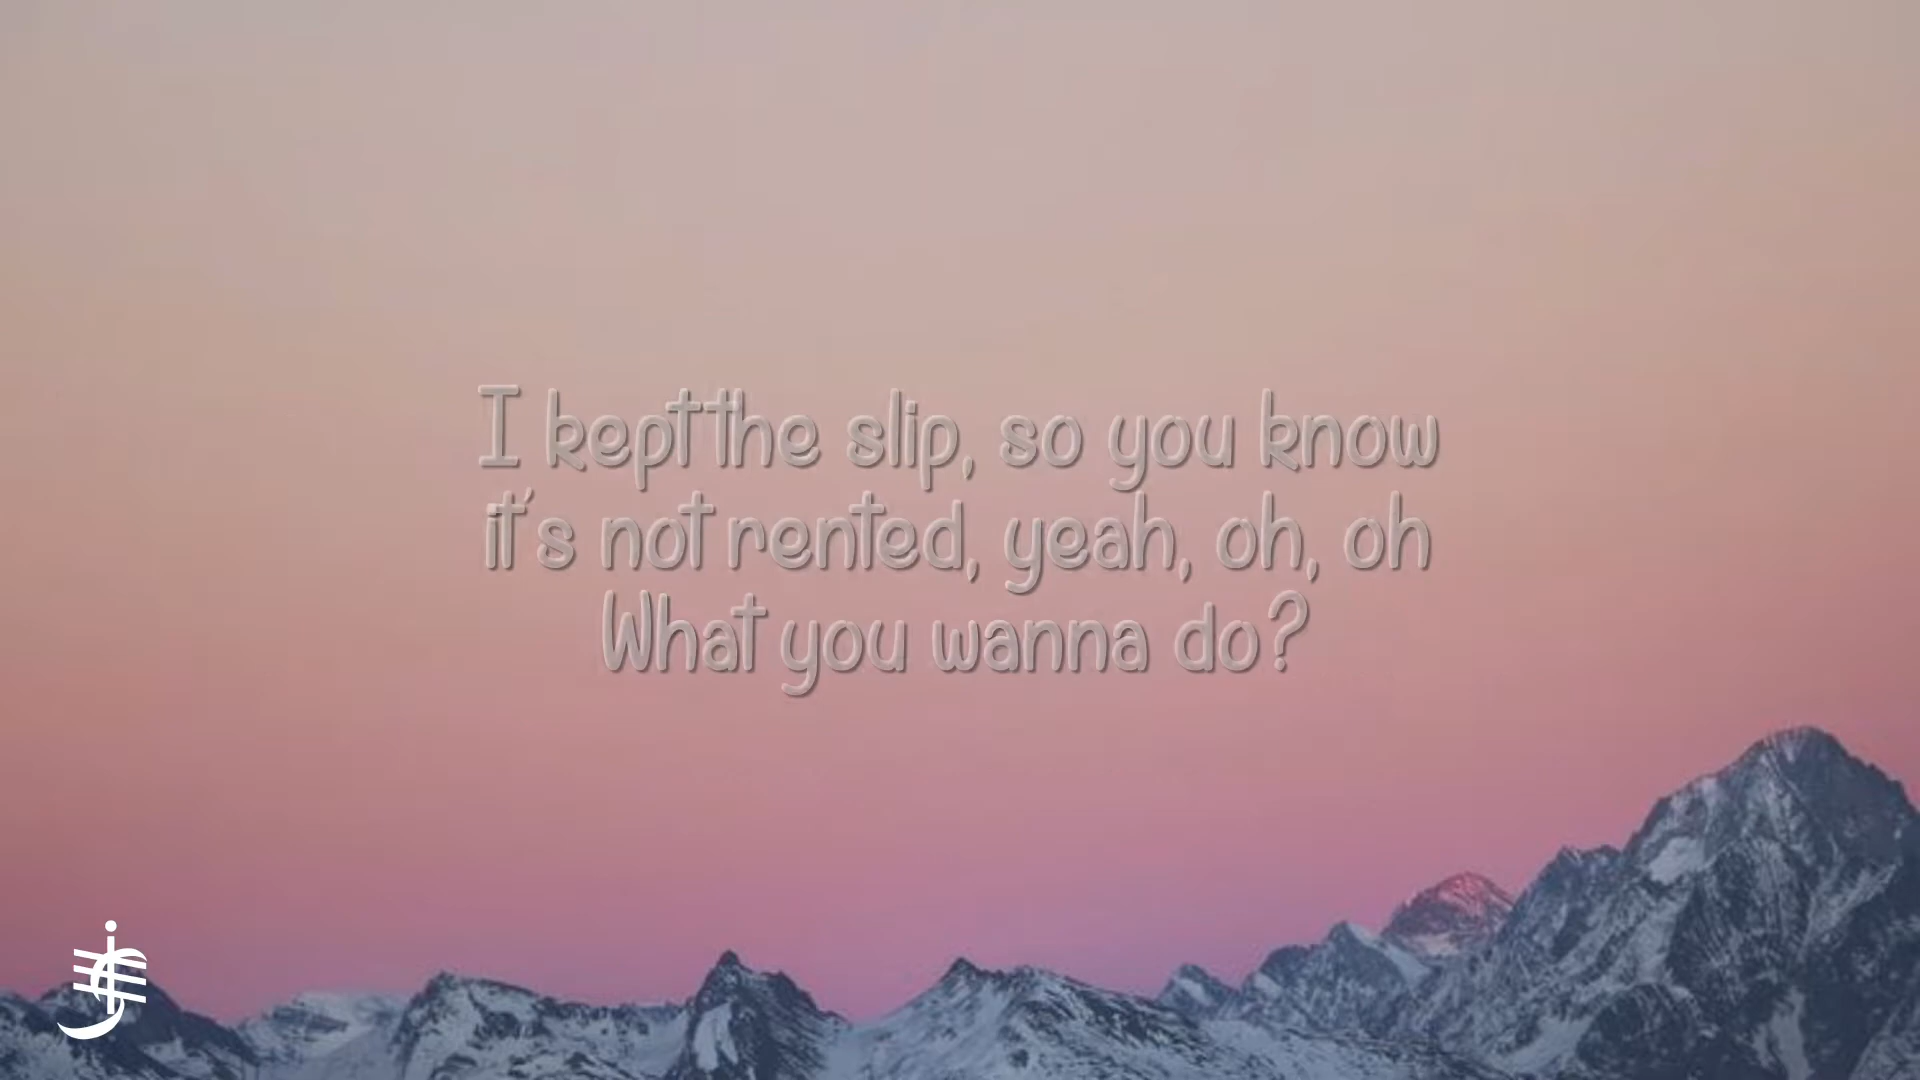 I kept the slip, so you know
it's not rented, yeah, oh, oh
What you wanna do?